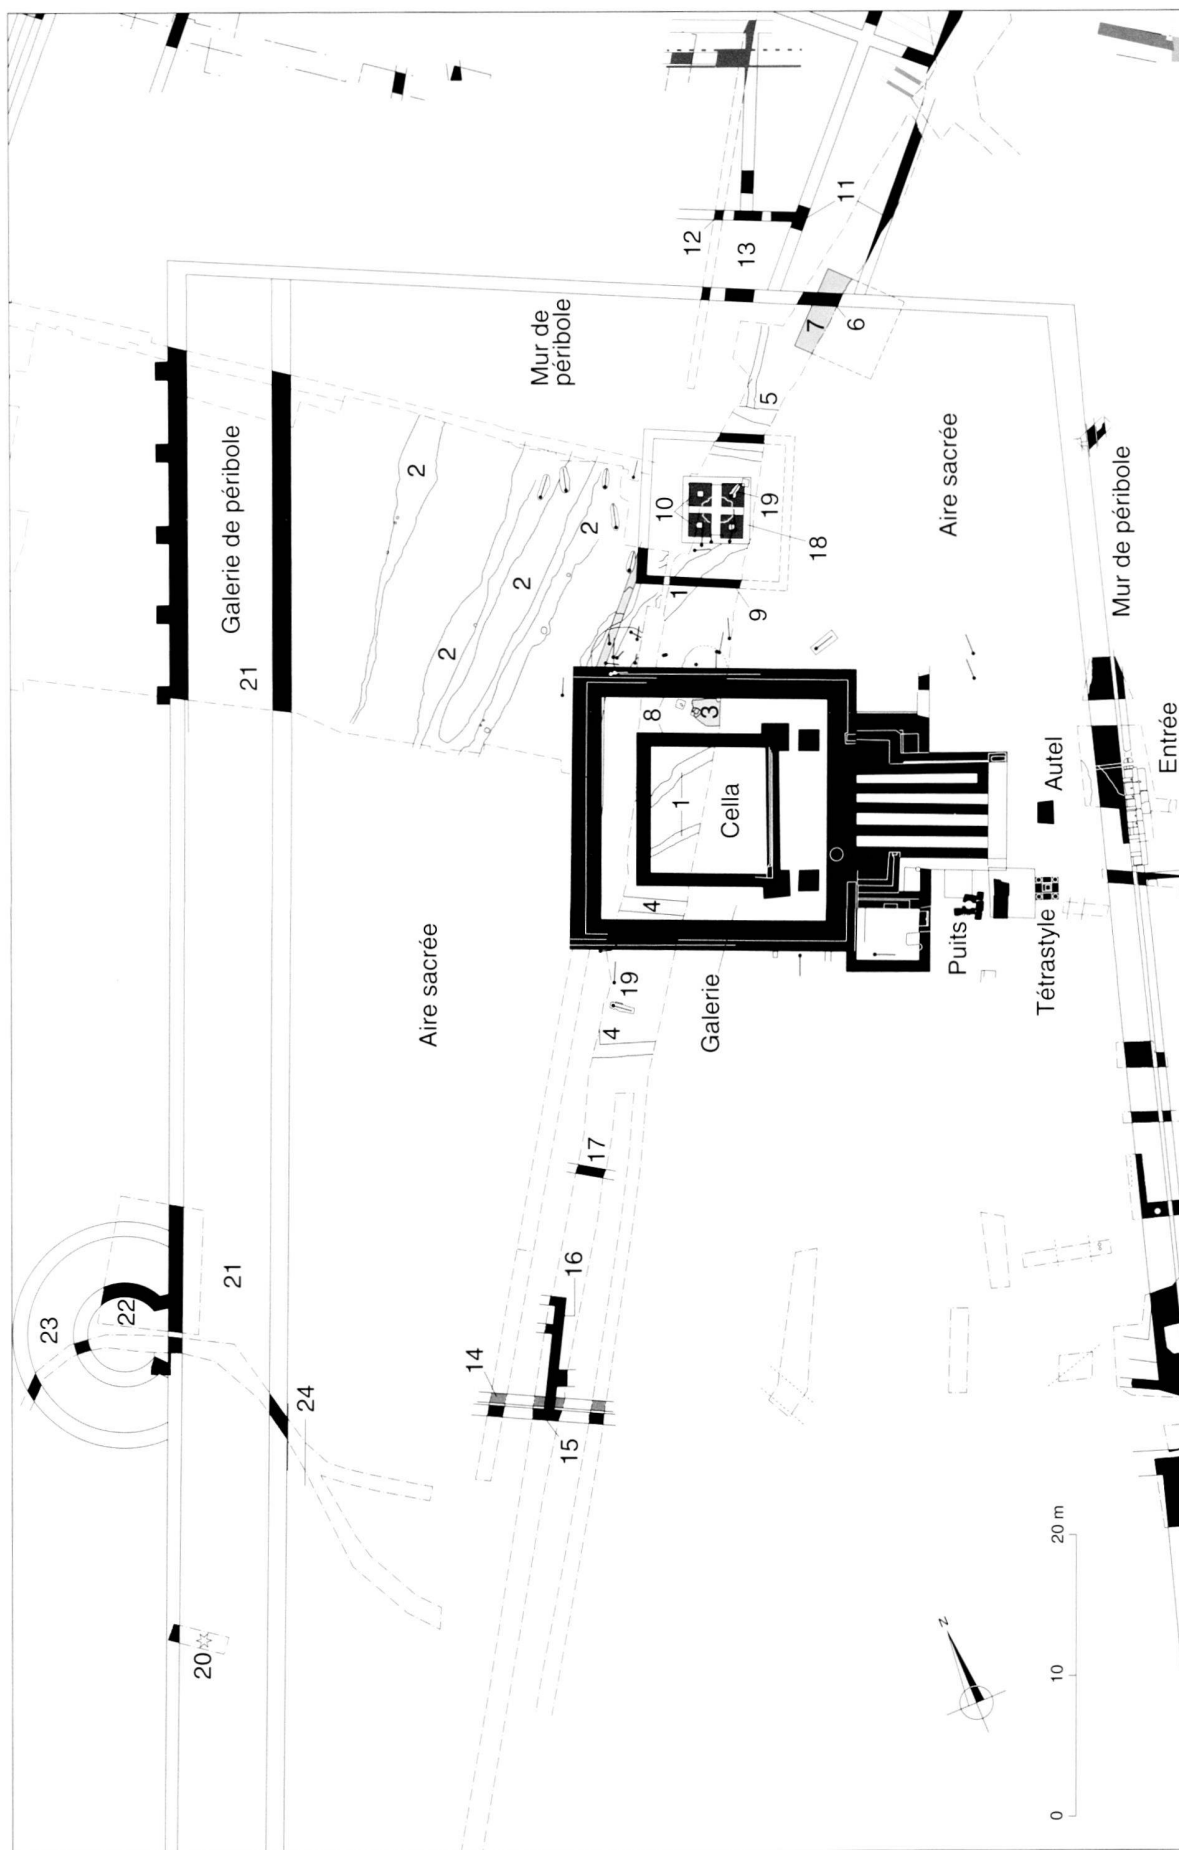 12
13
11
7
6
Mur de
péribole
5
Galerie de péribole
21
2
2
2
2
10
19
18
1
9
Aire sacrée
Mur de péribole
8
3
1
Cella
4
Autel
Entrée
Puits
Tétrastyle
Aire sacrée
19
4
Galerie
17
16
14
15
23
22
21
24
20
N
0
10
20 m